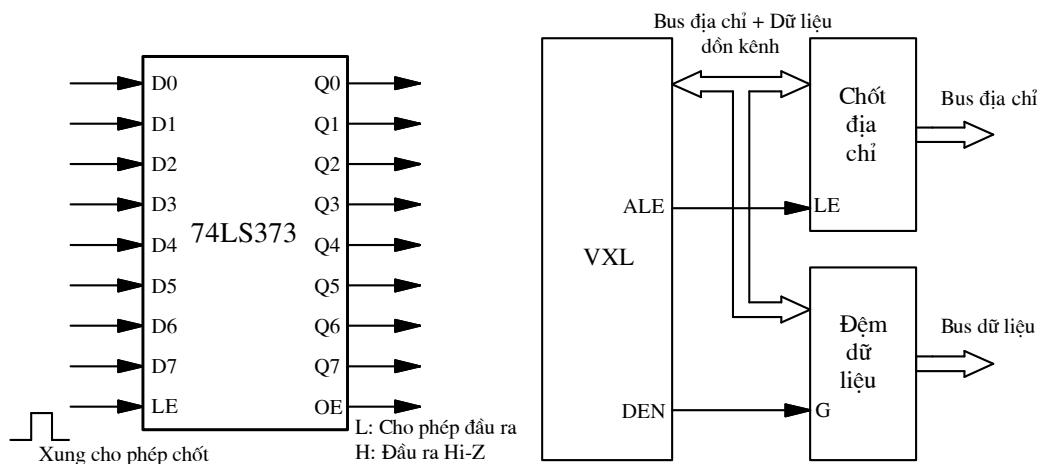 D0
D1
D2
D3
D4
D5
D6
D7
LE
74LS373
Q0
Q1
Q2
Q3
Q4
Q5
Q6
Q7
OE
Xung cho phép chốt
L: Cho phép đầu ra
H: Đầu ra Hi-Z
Bus địa chỉ + Dữ liệu
dồn kênh
VXL
ALE
DEN
Chốt
địa
chỉ
LE
Bus địa chỉ
Đệm
dữ
liệu
G
Bus dữ liệu